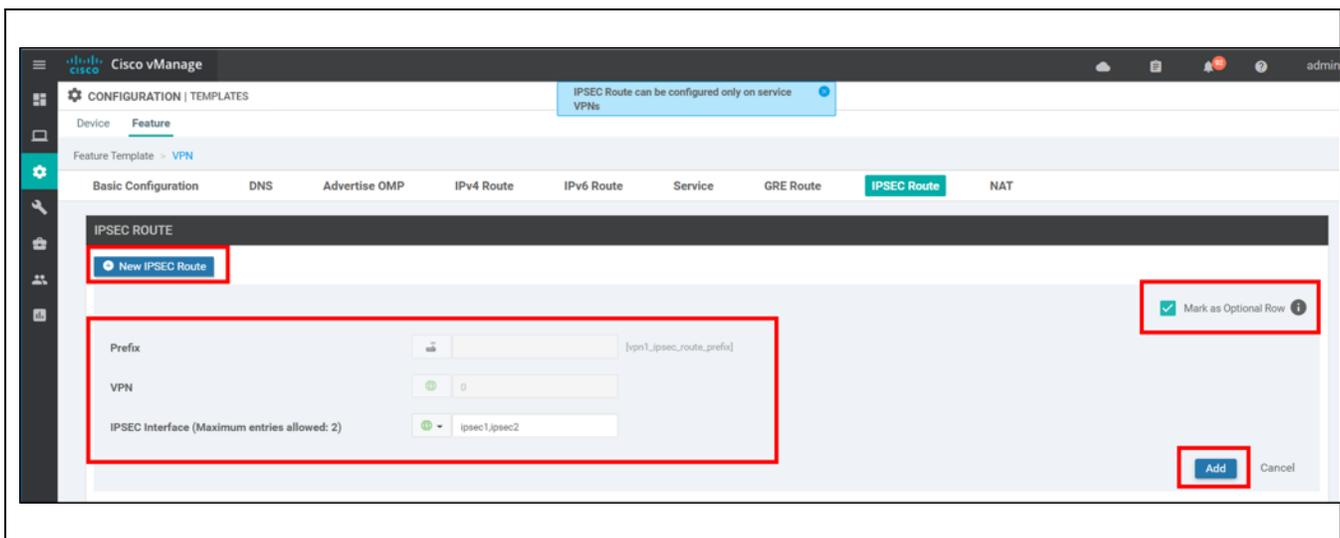 CISCO Cisco vManage admin
CONFIGURATION | TEMPLATES
IPSEC Route can be configured only on service
VPNs
Device Feature
Feature Template > VPN
Basic Configuration DNS Advertise OMP IPv4 Route IPv6 Route Service GRE Route IPSEC Route NAT
IPSEC ROUTE
New IPSEC Route
Mark as Optional Row
Prefix [vpn1_ipsec_route_prefix]
VPN 0
IPSEC Interface (Maximum entries allowed: 2) ipsec1,ipsec2
Add Cancel